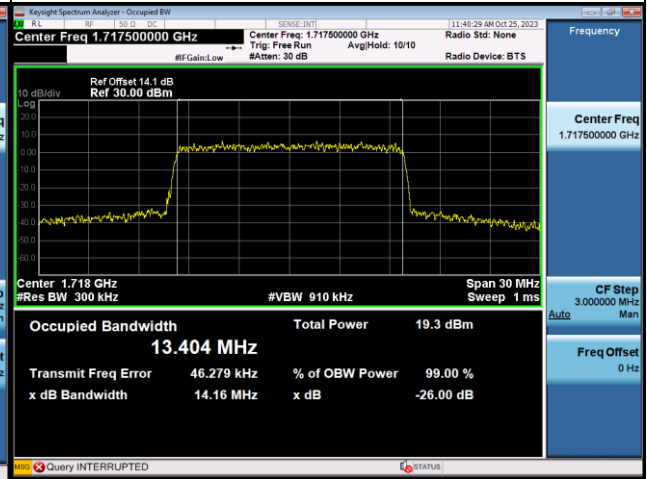 Keysight Spectrum Analyzer - Occupied BW
RL RF 50 Ω DC SENSE:INT 11:40:29 AM Oct 25, 2023
Center Freq 1.717500000 GHz Center Freq: 1.717500000 GHz Radio Std: None
Trig: Free Run Avg|Hold: 10/10
#IFGain:Low #Atten: 30 dB Radio Device: BTS
Frequency
Ref Offset 14.1 dB
10 dB/div Ref 30.00 dBm
Log
20.0
10.0
0.00
-10.0
-20.0
-30.0
-40.0
-50.0
-60.0
Center 1.718 GHz Span 30 MHz
#Res BW 300 kHz #VBW 910 kHz Sweep 1 ms
Occupied Bandwidth Total Power 19.3 dBm
13.404 MHz
Transmit Freq Error 46.279 kHz % of OBW Power 99.00 %
x dB Bandwidth 14.16 MHz x dB -26.00 dB
Center Freq
1.717500000 GHz
CF Step
3.000000 MHz
Auto Man
Freq Offset
0 Hz
MSG Query INTERRUPTED STATUS